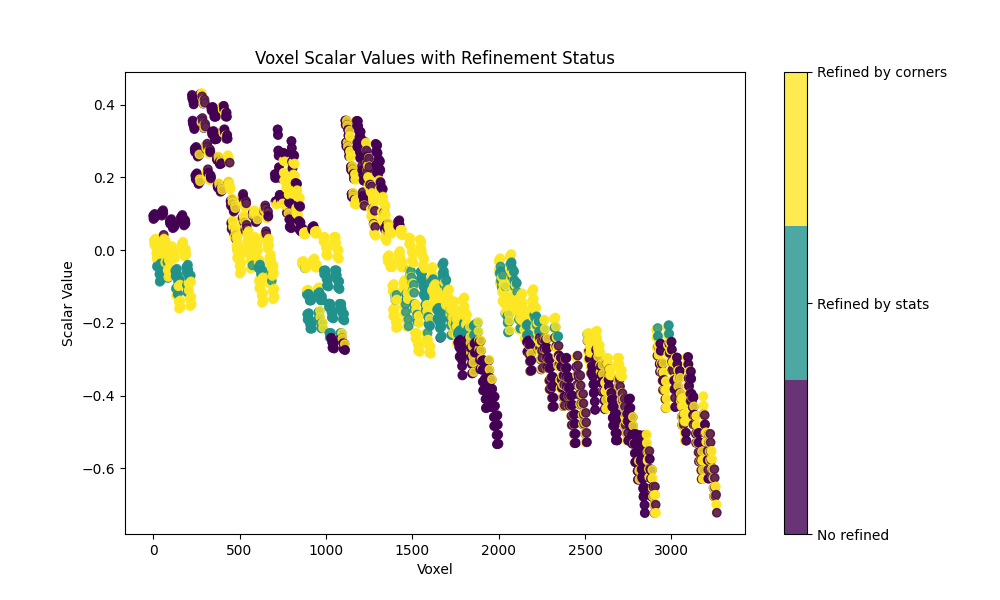 Voxel Scalar Values with Refinement Status
Scalar Value
0.4
0.2
0.0
−0.2
−0.4
−0.6
0
500
1000
1500
2000
2500
3000
Voxel
Refined by corners
Refined by stats
No refined